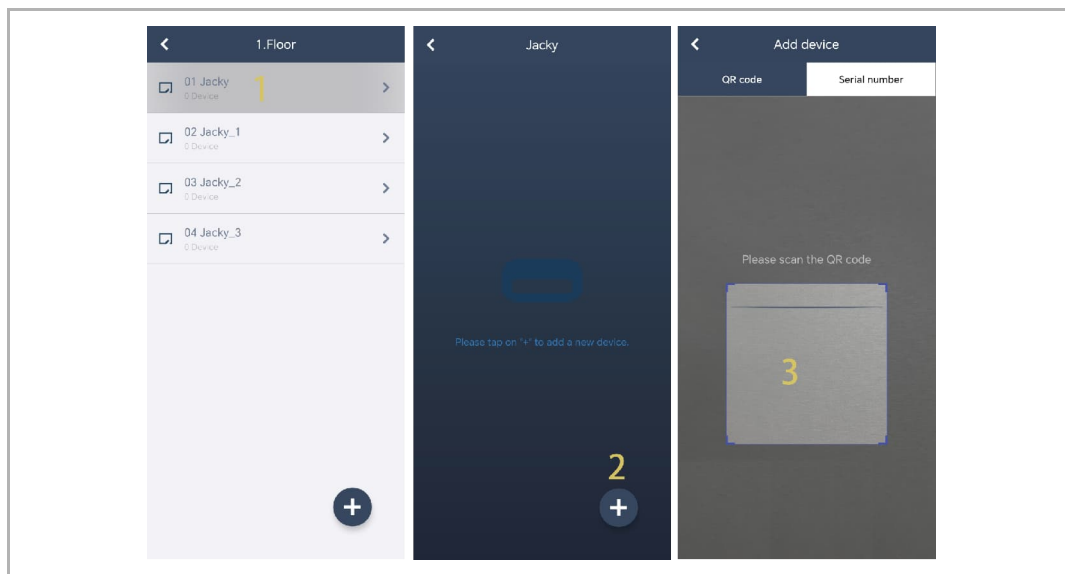 1.Floor
01 Jacky
0 Device
1
02 Jacky_1
0 Device
03 Jacky_2
0 Device
04 Jacky_3
0 Device
+
Jacky
Please tap on "+" to add a new device.
2
+
Add device
QR code
Serial number
Please scan the QR code
3